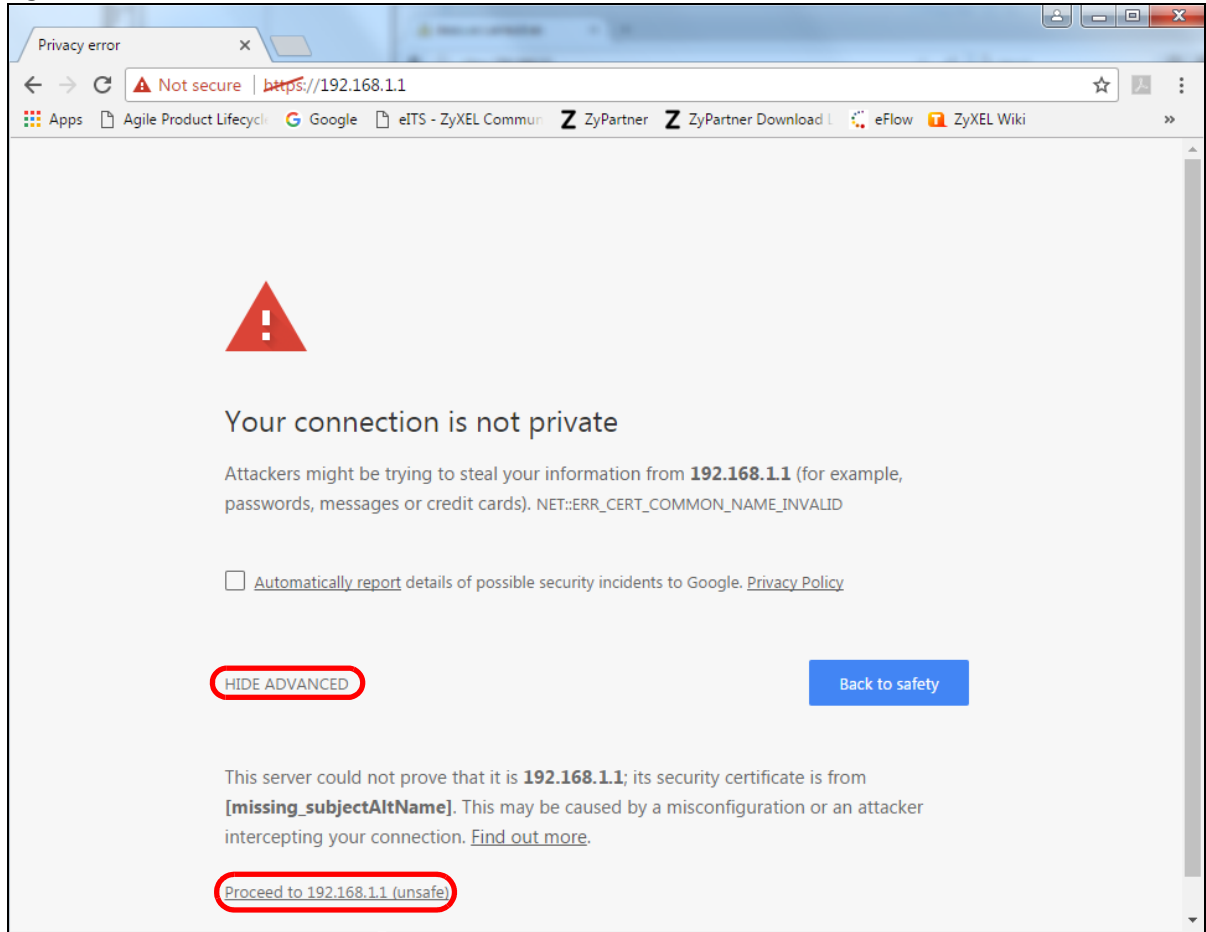 Privacy error
Not secure | https://192.168.1.1
Apps Agile Product Lifecycl Google eITS - ZyXEL Commun Z ZyPartner Z ZyPartner Download L eFlow ZyXEL Wiki »
Your connection is not private
Attackers might be trying to steal your information from 192.168.1.1 (for example,
passwords, messages or credit cards). NET::ERR_CERT_COMMON_NAME_INVALID
Automatically report details of possible security incidents to Google. Privacy Policy
HIDE ADVANCED
Back to safety
This server could not prove that it is 192.168.1.1; its security certificate is from
[missing_subjectAltName]. This may be caused by a misconfiguration or an attacker
intercepting your connection. Find out more.
Proceed to 192.168.1.1 (unsafe)